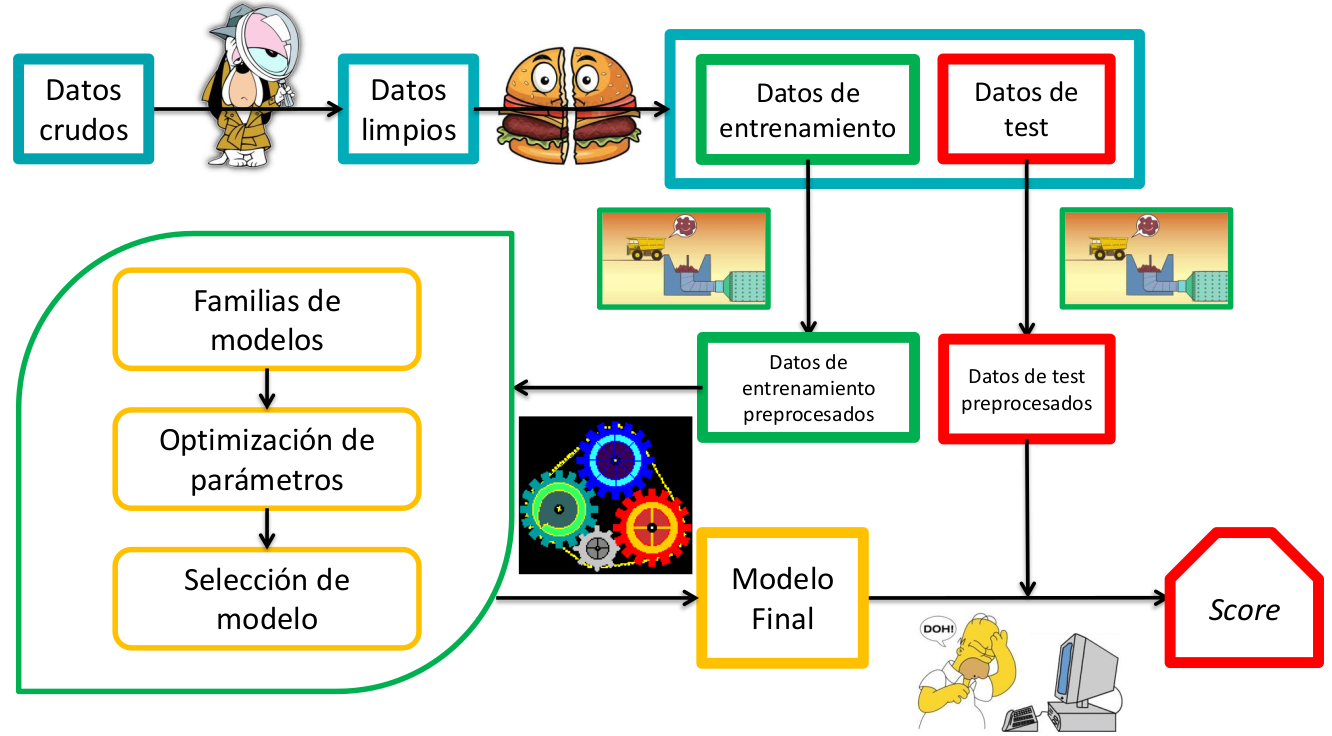 Datos
crudos
Datos
limpios
Datos de
entrenamiento
Datos de
test
Familias de
modelos
Optimización de
parámetros
Selección de
modelo
Datos de
entrenamiento
preprocesados
Datos de test
preprocesados
Modelo
Final
DOH!
Score